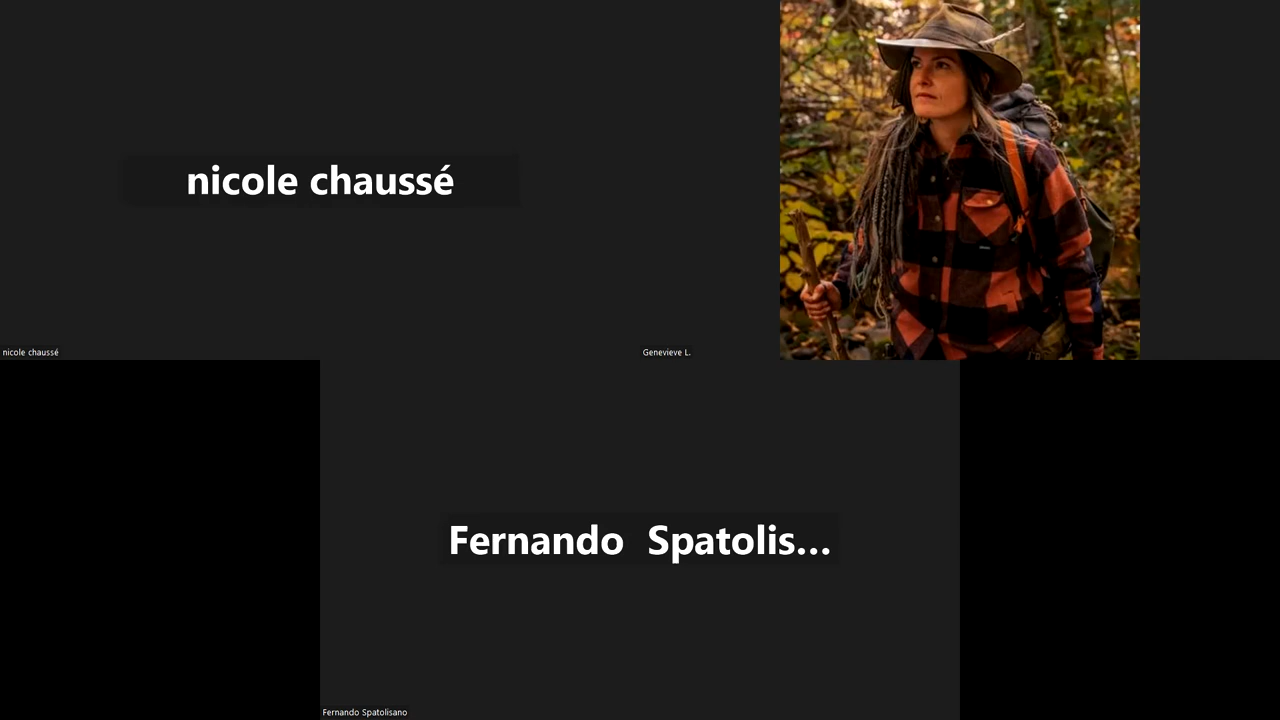 nicole chaussé
nicole chaussé
Genevieve L.
Fernando  Spatolis...
Fernando Spatolisano